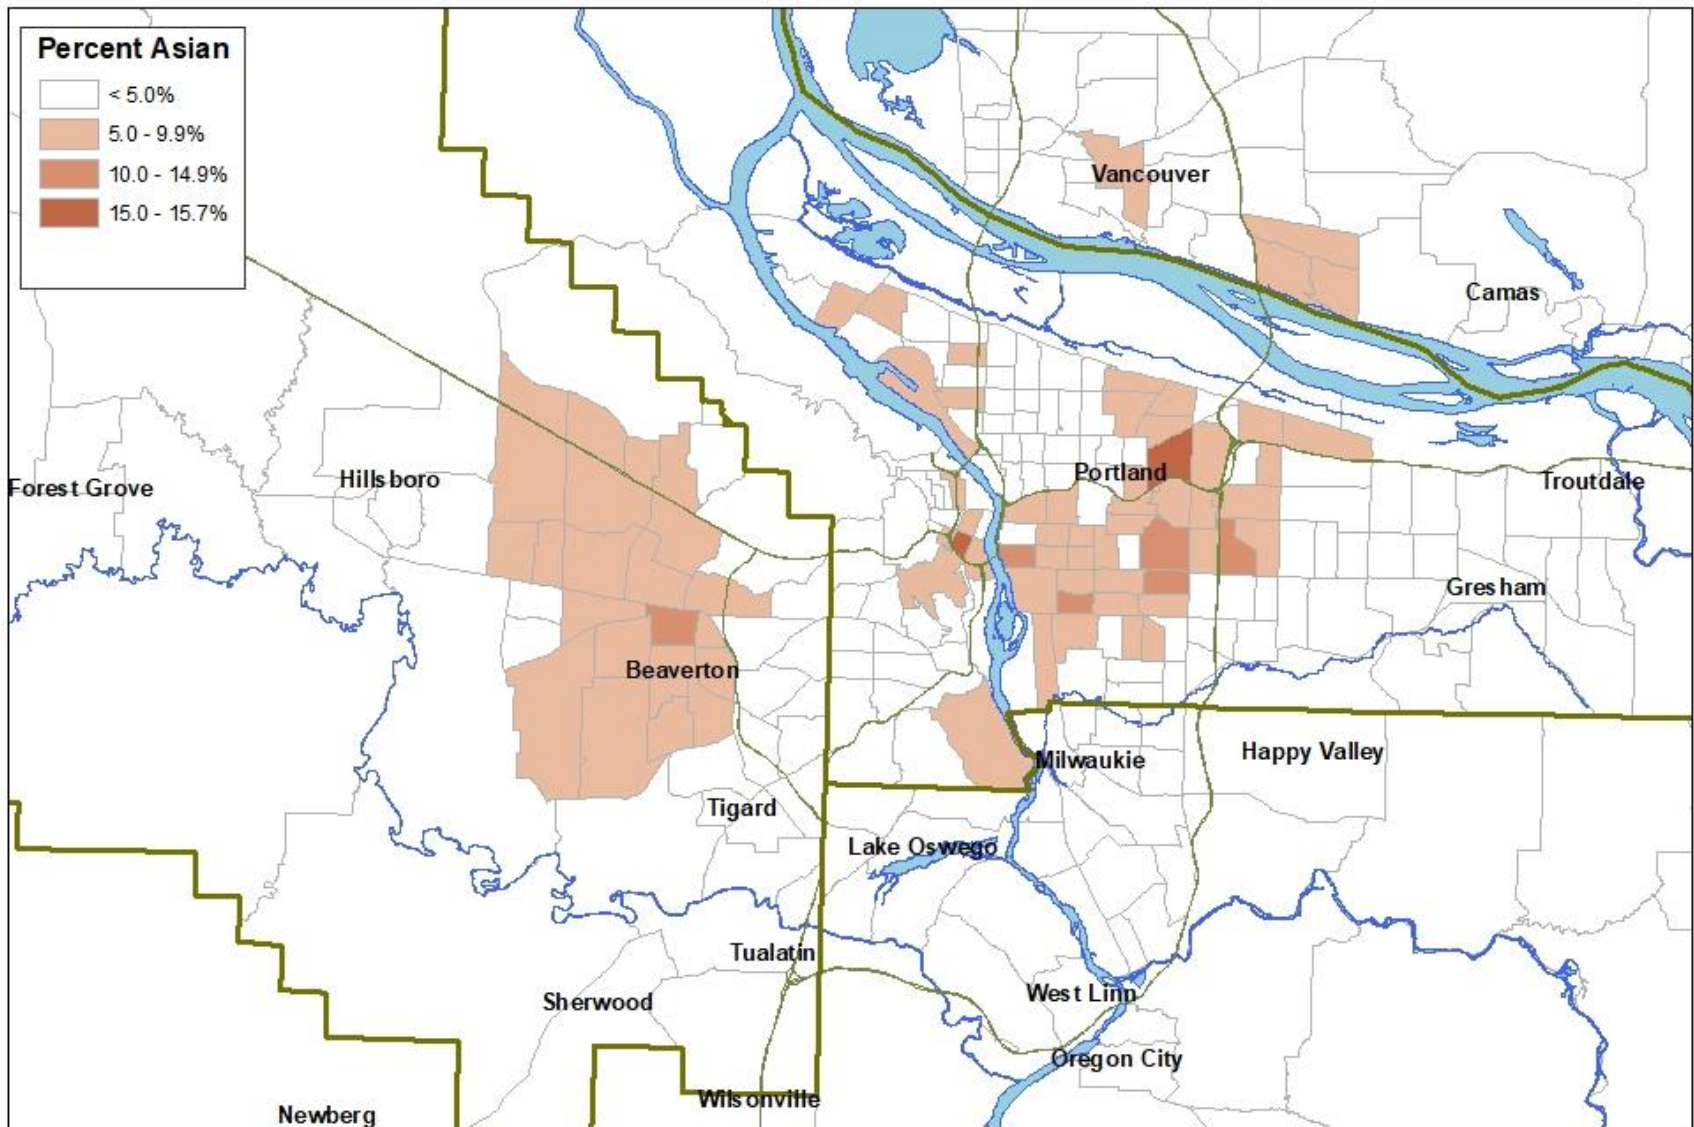 Percent Asian
< 5.0%
5.0 - 9.9%
10.0 - 14.9%
15.0 - 15.7%
Vancouver
Camas
Portland
Troutdale
Hillsboro
Forest Grove
Gresham
Beaverton
Happy Valley
Milwaukie
Tigard
Lake Oswego
Tualatin
West Linn
Sherwood
Oregon City
Wilsonville
Newberg